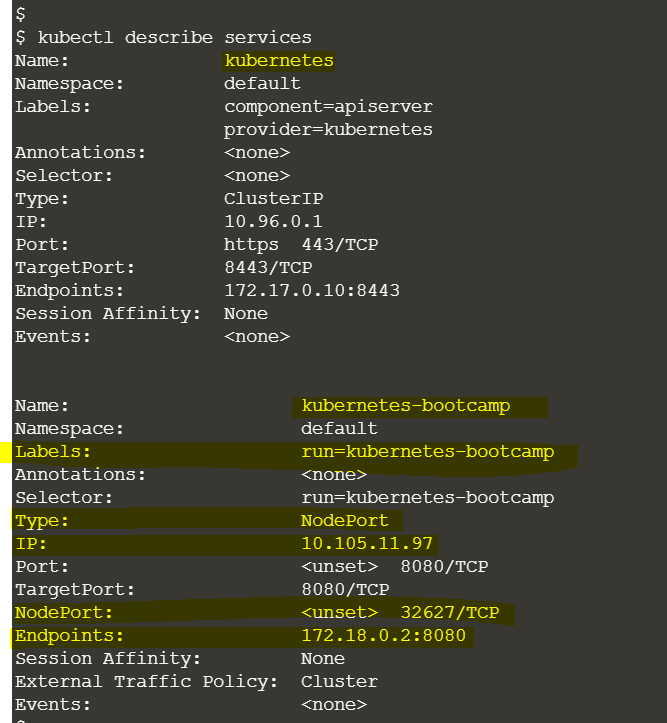 $
$ kubectl describe services
Name: kubernetes
Namespace: default
Labels: component=apiserver
provider=kubernetes
Annotations: <none>
Selector: <none>
Type: ClusterIP
IP: 10.96.0.1
Port: https 443/TCP
TargetPort: 8443/TCP
Endpoints: 172.17.0.10:8443
Session Affinity: None
Events: <none>
Name: kubernetes-bootcamp
Namespace: default
Labels: run=kubernetes-bootcamp
Annotations: <none>
Selector: run=kubernetes-bootcamp
Type: NodePort
IP: 10.105.11.97
Port: <unset> 8080/TCP
TargetPort: 8080/TCP
NodePort: <unset> 32627/TCP
Endpoints: 172.18.0.2:8080
Session Affinity: None
External Traffic Policy: Cluster
Events: <none>